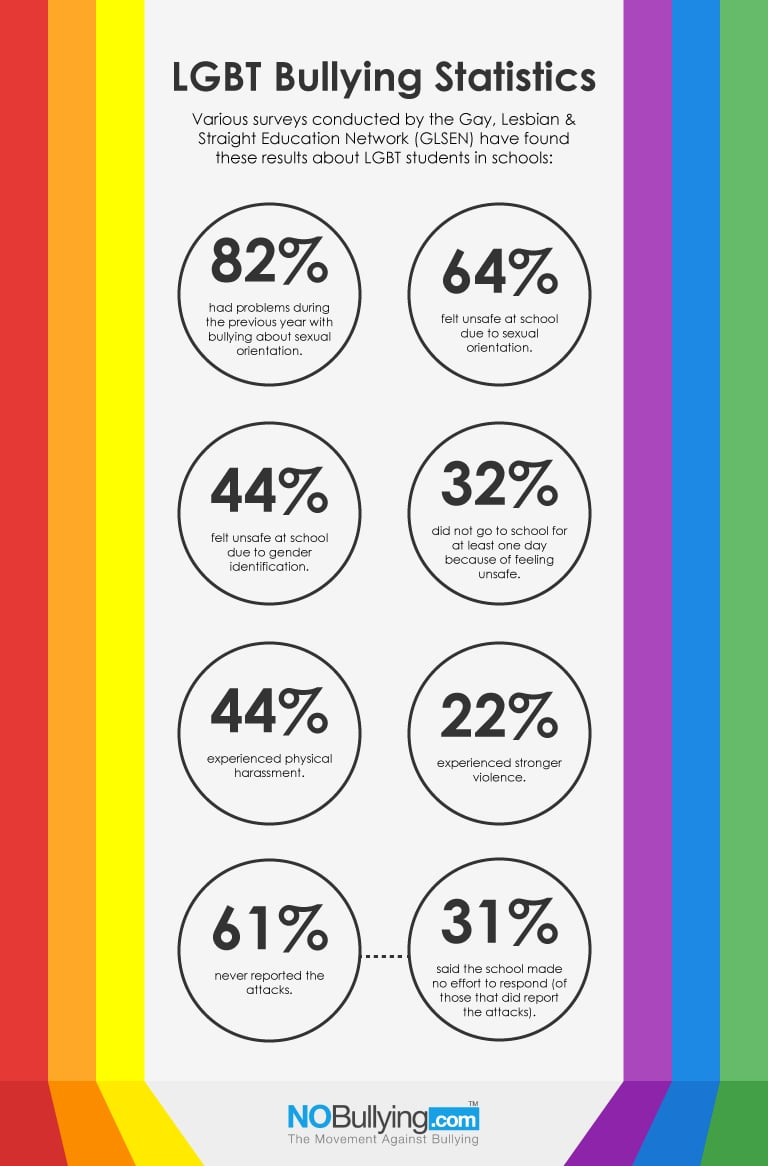 LGBT Bullying Statistics
Various surveys conducted by the Gay, Lesbian &
Straight Education Network (GLSEN) have found
these results about LGBT students in schools:
82%
had problems during
the previous year with
bullying about sexual
orientation.
64%
felt unsafe at school
due to sexual
orientation.
44%
felt unsafe at school
due to gender
identification.
32%
did not go to school for
at least one day
because of feeling
unsafe.
44%
experienced physical
harassment.
22%
experienced stronger
violence.
61%
never reported the
attacks.
31%
said the school made
no effort to respond (of
those that did report
the attacks).
NOBullying.com™
The Movement Against Bullying